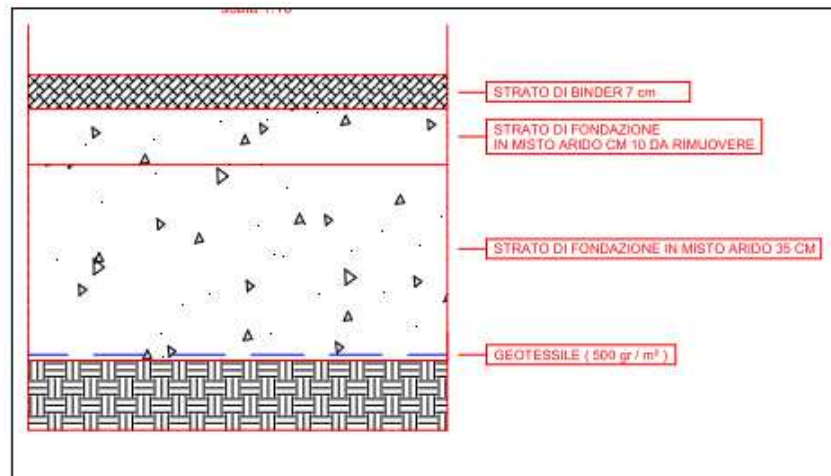 STRATO DI BINDER 7 cm
STRATO DI FONDAZIONE
IN MISTO ARIDO CM 10 DA RIMUOVERE
STRATO DI FONDAZIONE IN MISTO ARIDO 35 CM
GEOTESSILE ( 500 gr / m² )